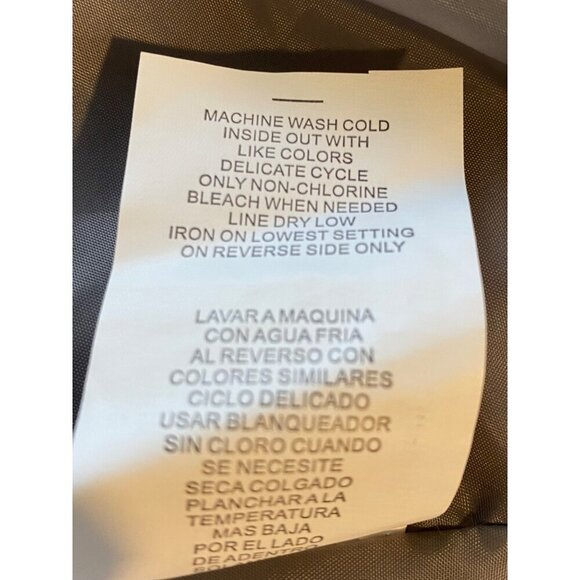 MACHINE WASH COLD
INSIDE OUT WITH
LIKE COLORS
DELICATE CYCLE
ONLY NON-CHLORINE
BLEACH WHEN NEEDED
LINE DRY LOW
IRON ON LOWEST SETTING
ON REVERSE SIDE ONLY
LAVAR A MAQUINA
CON AGUA FRIA
AL REVERSO CON
COLORES SIMILARES
CICLO DELICADO
USAR BLANQUEADOR
SIN CLORO CUANDO
SE NECESITE
SECA COLGADO
PLANCHAR A LA
TEMPERATURA
MAS BAJA
POR EL LADO
DE ADENTRO